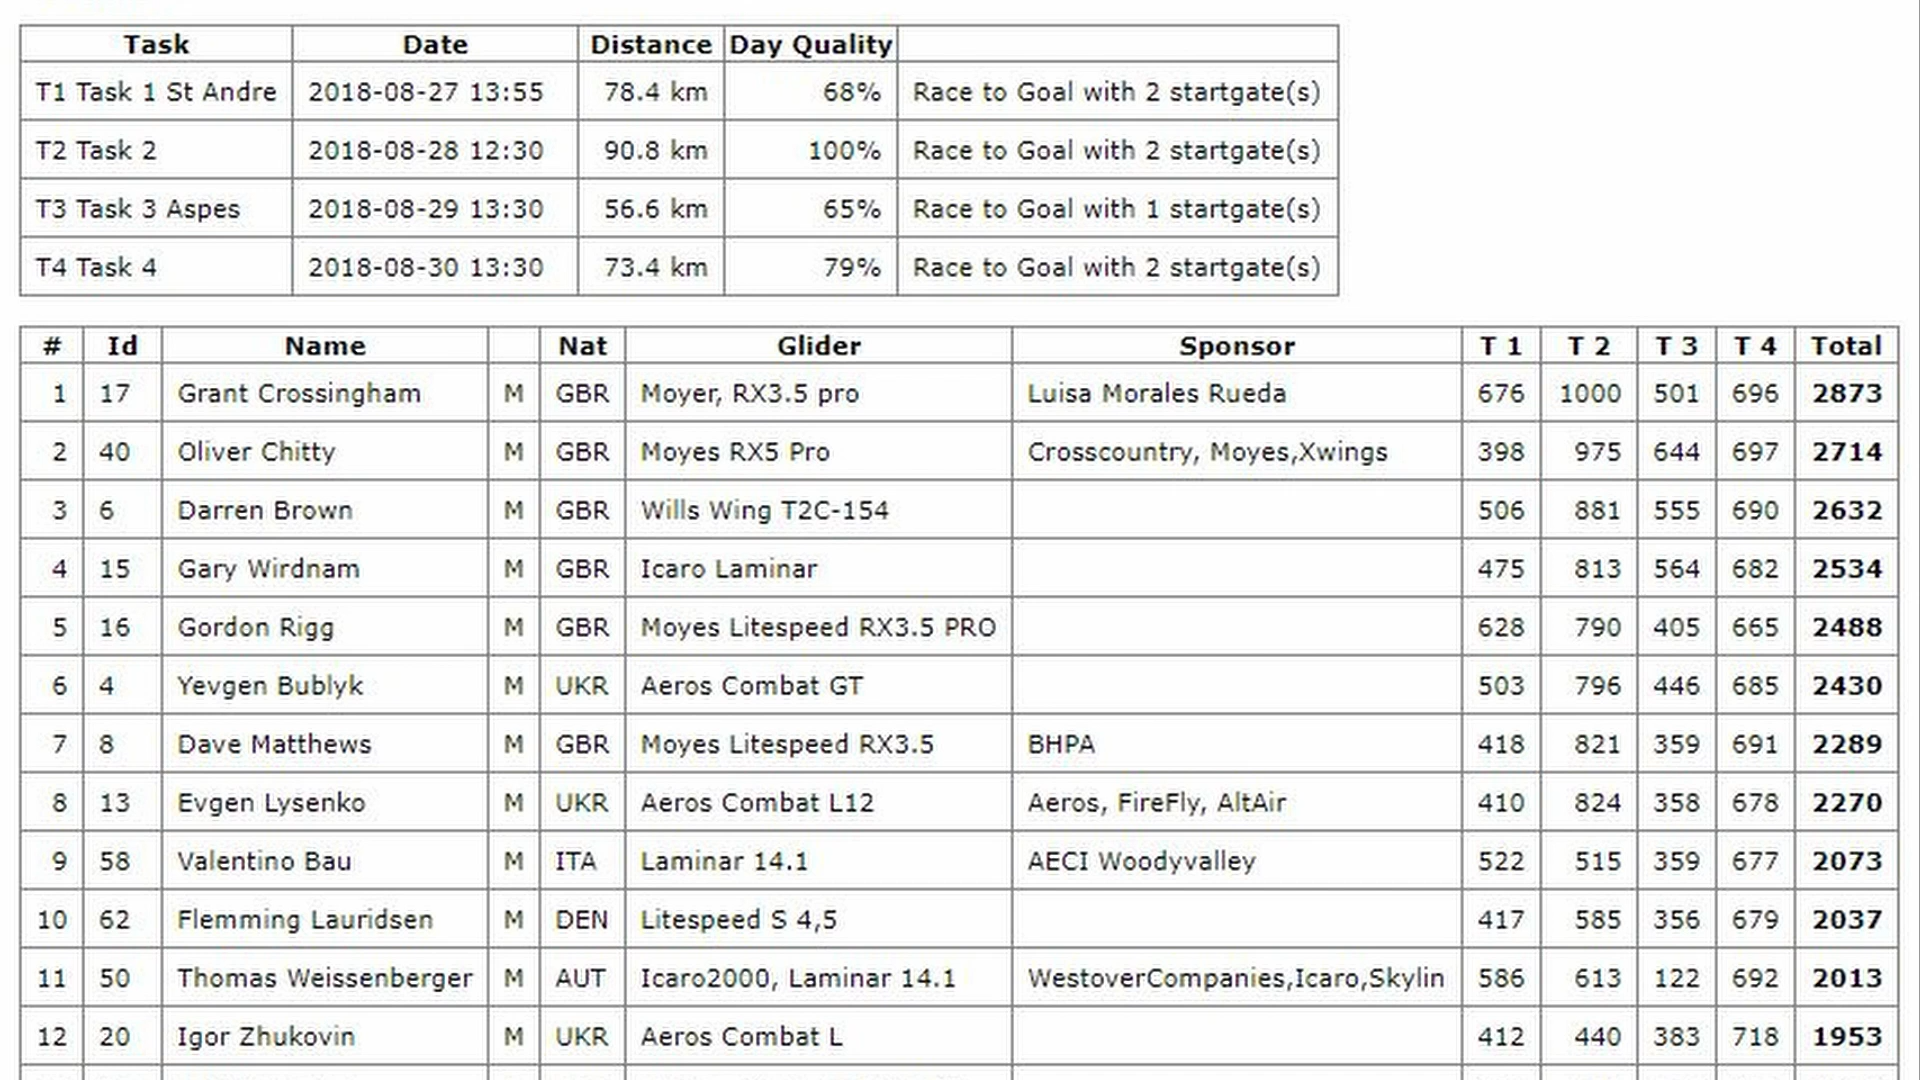 Task Date Distance Day Quality
T1 Task 1 St Andre 2018-08-27 13:55 78.4 km 68% Race to Goal with 2 startgate(s)
T2 Task 2 2018-08-28 12:30 90.8 km 100% Race to Goal with 2 startgate(s)
T3 Task 3 Aspes 2018-08-29 13:30 56.6 km 65% Race to Goal with 1 startgate(s)
T4 Task 4 2018-08-30 13:30 73.4 km 79% Race to Goal with 2 startgate(s)
# Id Name Nat Glider Sponsor T 1 T 2 T 3 T 4 Total
1 17 Grant Crossingham M GBR Moyer, RX3.5 pro Luisa Morales Rueda 676 1000 501 696 2873
2 40 Oliver Chitty M GBR Moyes RX5 Pro Crosscountry, Moyes,Xwings 398 975 644 697 2714
3 6 Darren Brown M GBR Wills Wing T2C-154 506 881 555 690 2632
4 15 Gary Wirdnam M GBR Icaro Laminar 475 813 564 682 2534
5 16 Gordon Rigg M GBR Moyes Litespeed RX3.5 PRO 628 790 405 665 2488
6 4 Yevgen Bublyk M UKR Aeros Combat GT 503 796 446 685 2430
7 8 Dave Matthews M GBR Moyes Litespeed RX3.5 BHPA 418 821 359 691 2289
8 13 Evgen Lysenko M UKR Aeros Combat L12 Aeros, FireFly, AltAir 410 824 358 678 2270
9 58 Valentino Bau M ITA Laminar 14.1 AECI Woodyvalley 522 515 359 677 2073
10 62 Flemming Lauridsen M DEN Litespeed S 4,5 417 585 356 679 2037
11 50 Thomas Weissenberger M AUT Icaro2000, Laminar 14.1 WestoverCompanies,Icaro,Skylin 586 613 122 692 2013
12 20 Igor Zhukovin M UKR Aeros Combat L 412 440 383 718 1953